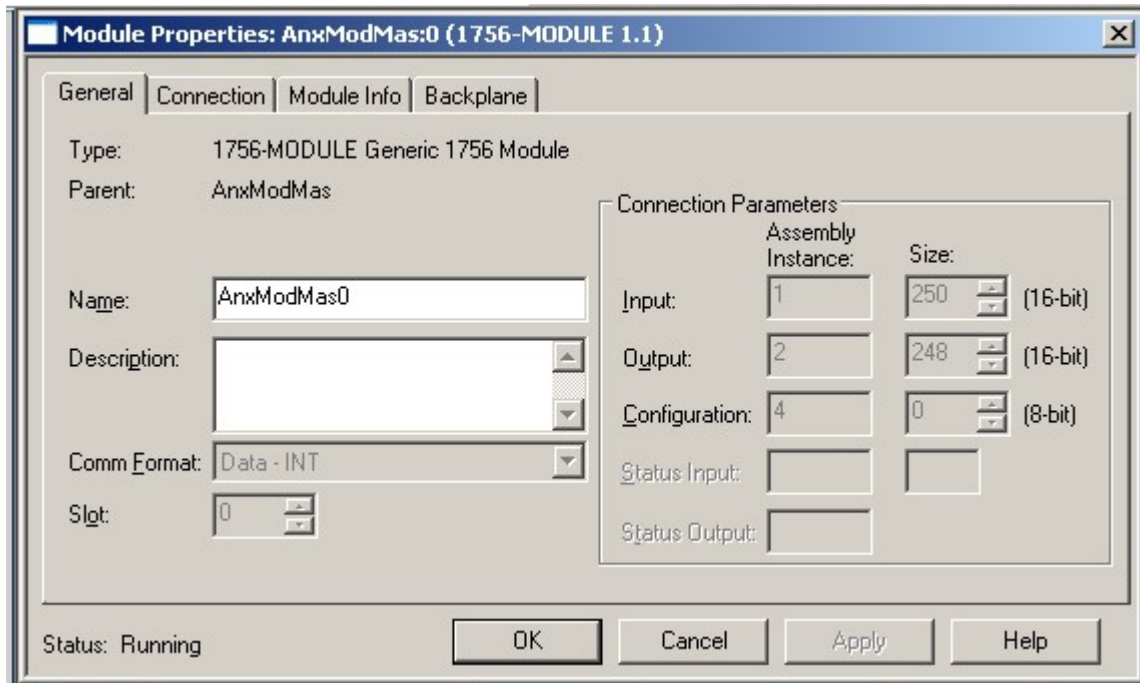 Module Properties: AnxModMas:0 (1756-MODULE 1.1)
General Connection Module Info Backplane
Type: 1756-MODULE Generic 1756 Module
Parent: AnxModMas
Name: AnxModMas0
Description:
Comm Format: Data - INT
Slot: 0
Connection Parameters
Assembly Instance: Size:
Input: 1 250 (16-bit)
Output: 2 248 (16-bit)
Configuration: 4 0 (8-bit)
Status Input:
Status Output:
Status: Running
OK Cancel Apply Help